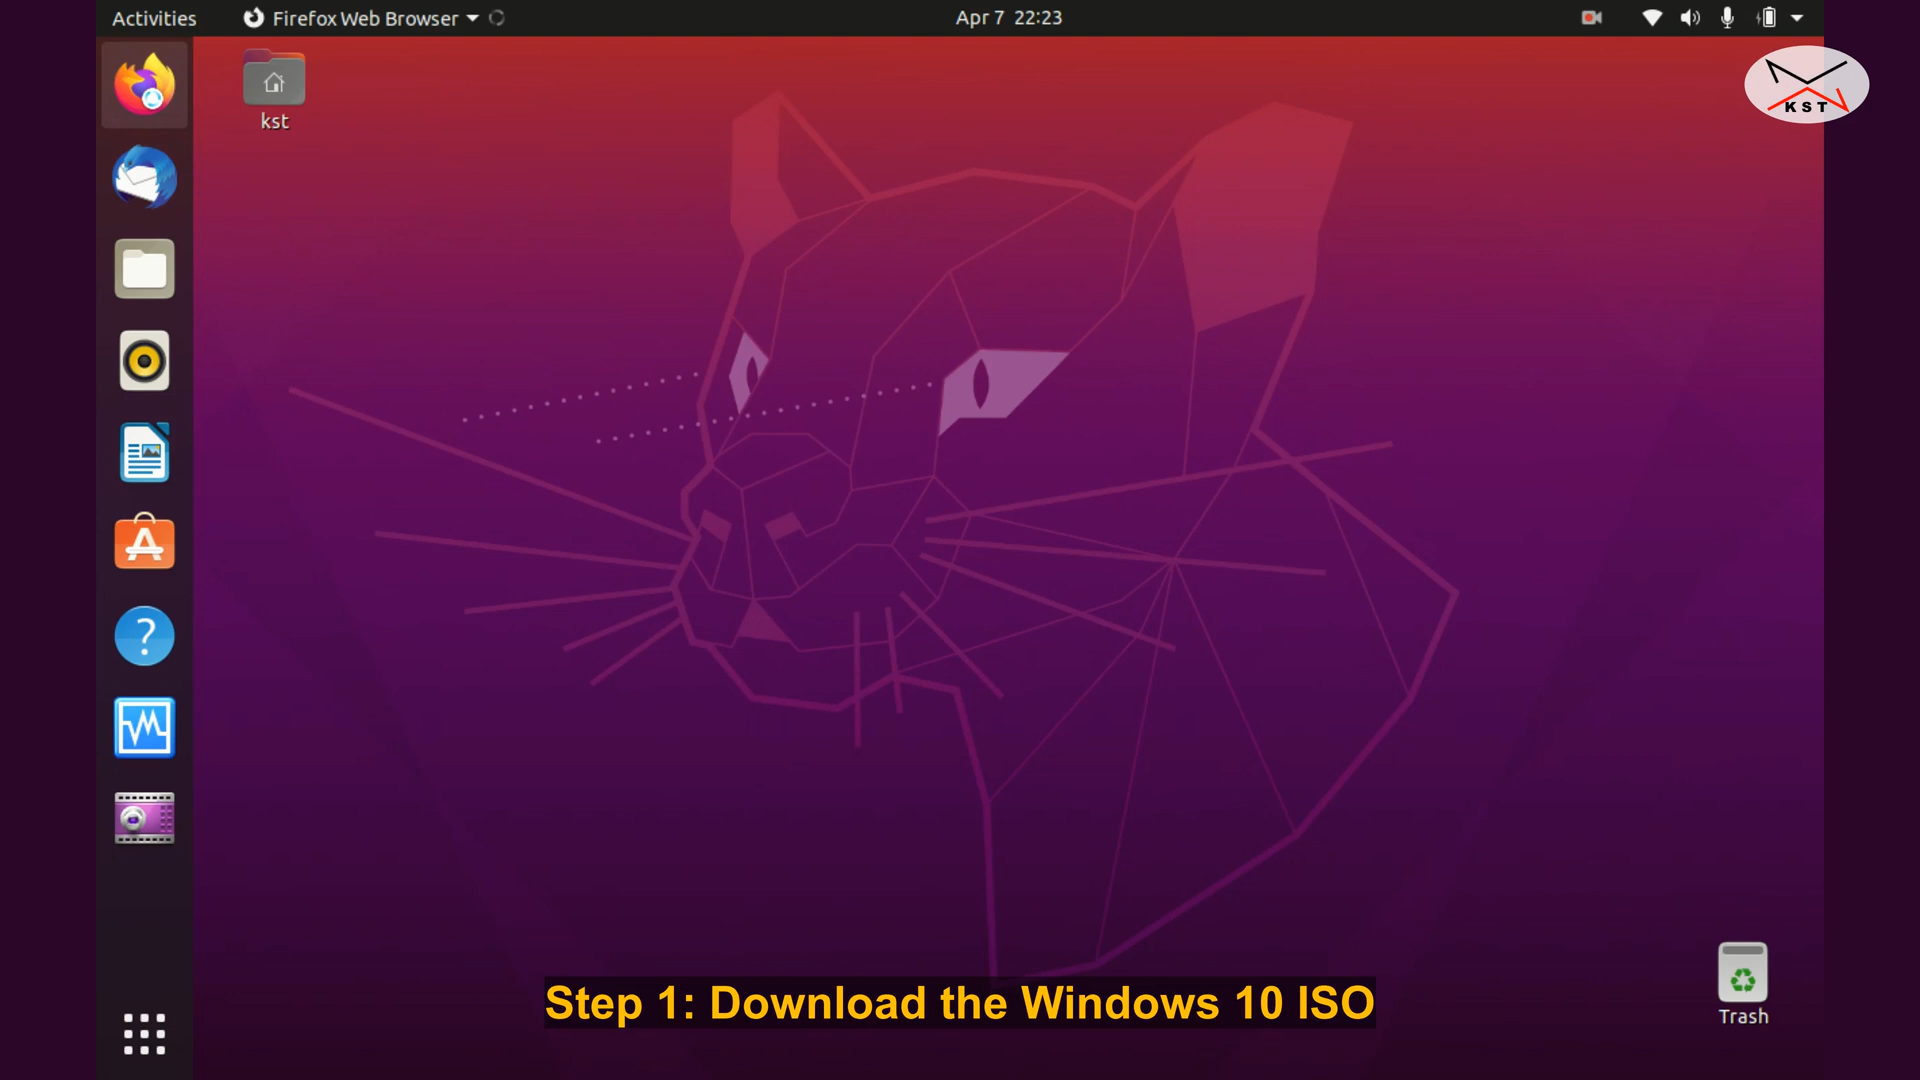 Activities
Firefox Web Browser
Apr 7 22:23
kst
KST
Step 1: Download the Windows 10 ISO
Trash